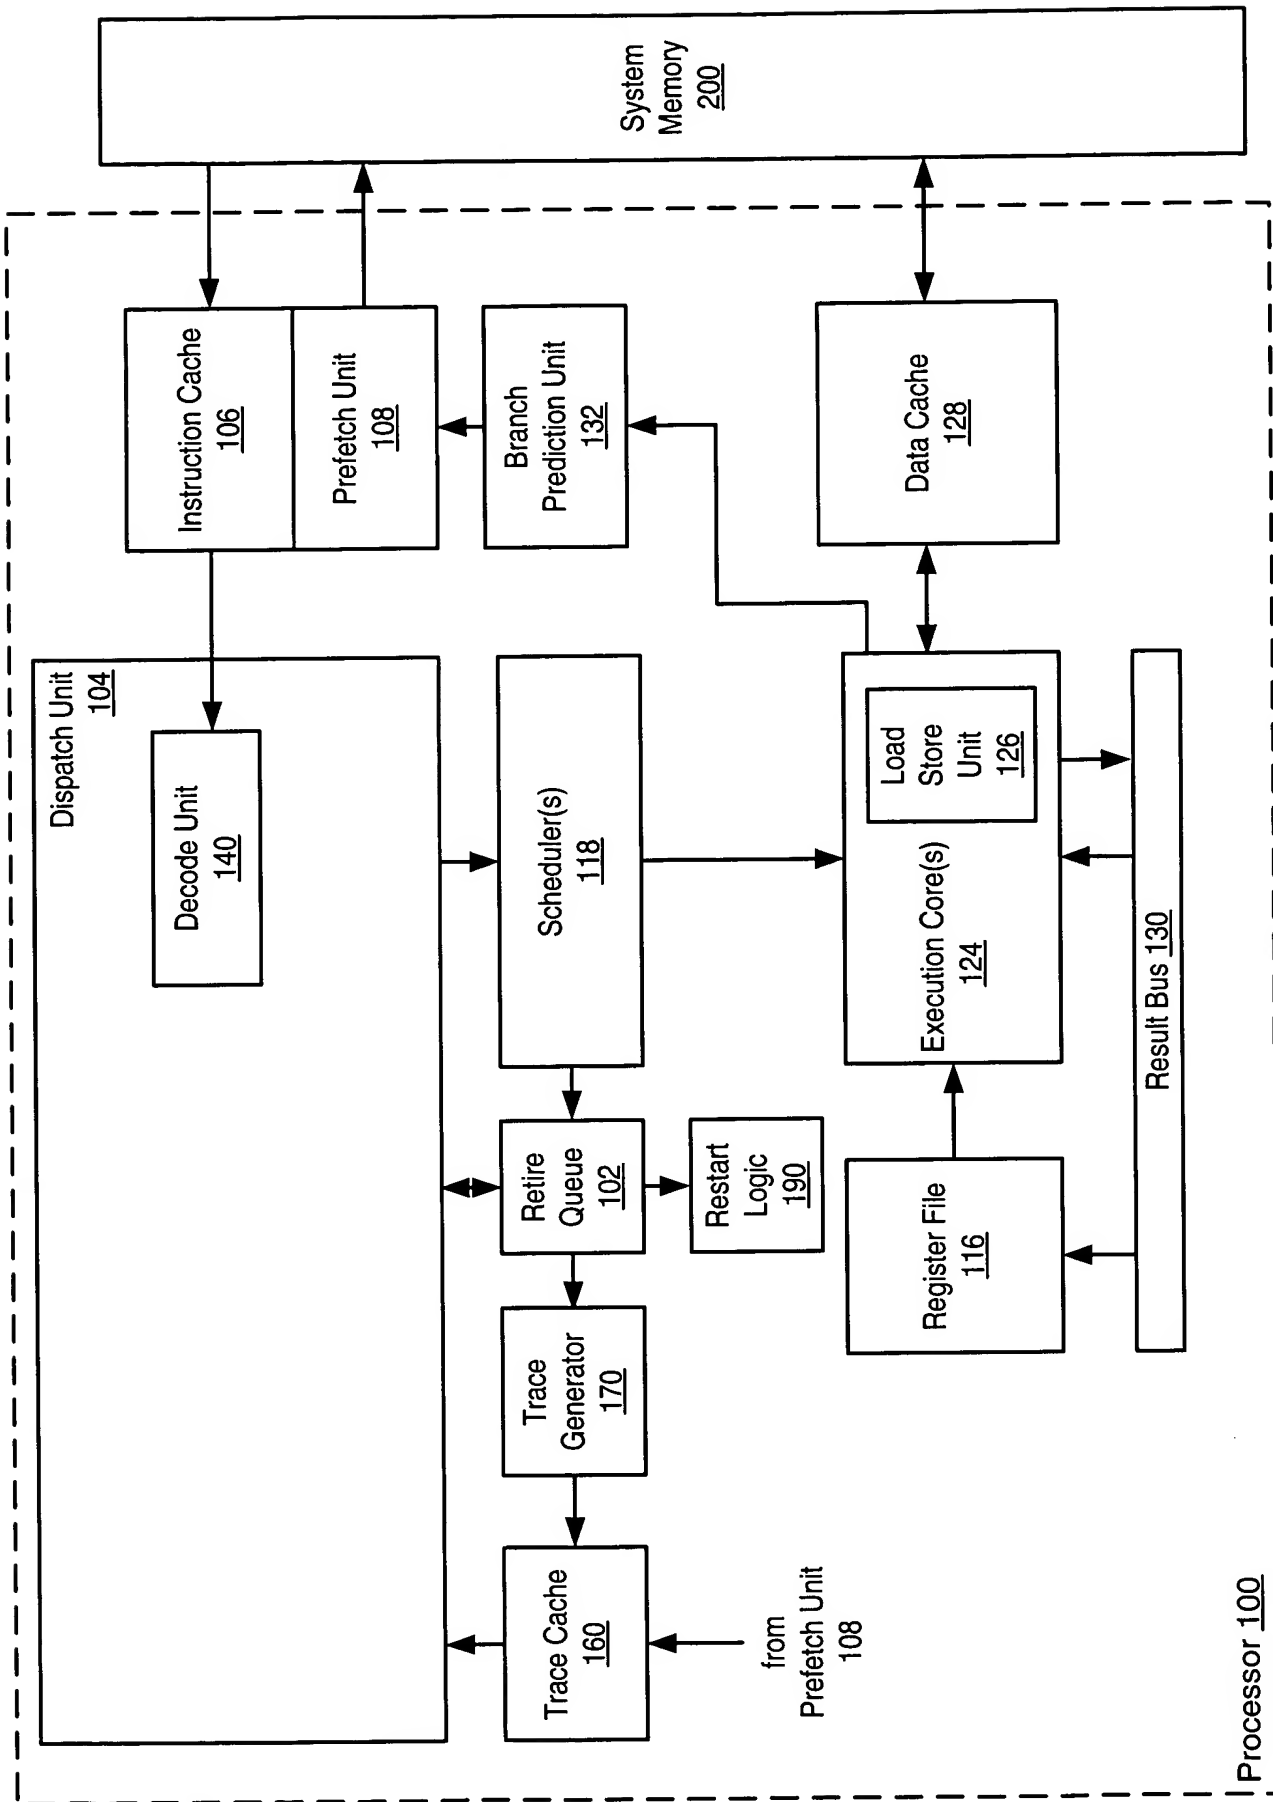 System
Memory
200
Instruction Cache
106
Prefetch Unit
108
Branch
Prediction Unit
132
Data Cache
128
Dispatch Unit
104
Decode Unit
140
Scheduler(s)
118
Load
Store
Unit
126
Execution Core(s)
124
Retire
Queue
102
Restart
Logic
190
Register File
116
Result Bus 130
Trace
Generator
170
Trace Cache
160
from
Prefetch Unit
108
Processor 100